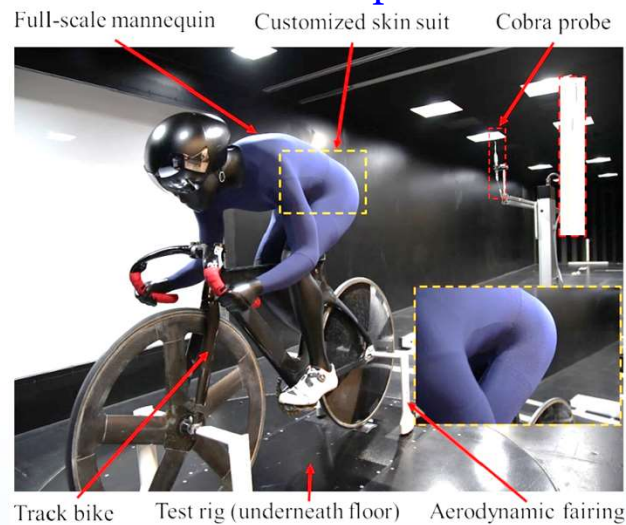 Full-scale mannequin
Customized skin suit
Cobra probe
Track bike
Test rig (underneath floor)
Aerodynamic fairing